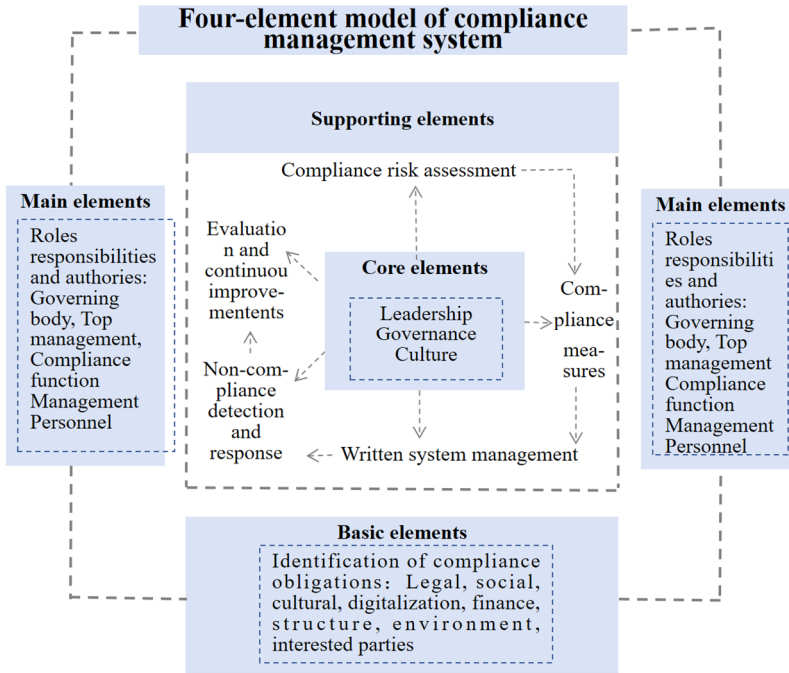 Four-element model of compliance
management system
Supporting elements
Compliance risk assessment
Main elements
Roles
responsibilities
and authories:
Governing
body, Top
management,
Compliance
function
Management
Personnel
Evaluatio
n and
continuou
improve-
mentents
Non-com-
pliance
detection
and
response
Core elements
Leadership
Governance
Culture
Com-
pliance
mea-
sures
Written system management
Main elements
Roles
responsibiliti
es and
authories:
Governing
body, Top
management
Compliance
function
Management
Personnel
Basic elements
Identification of compliance
obligations: Legal, social,
cultural, digitalization, finance,
structure, environment,
interested parties